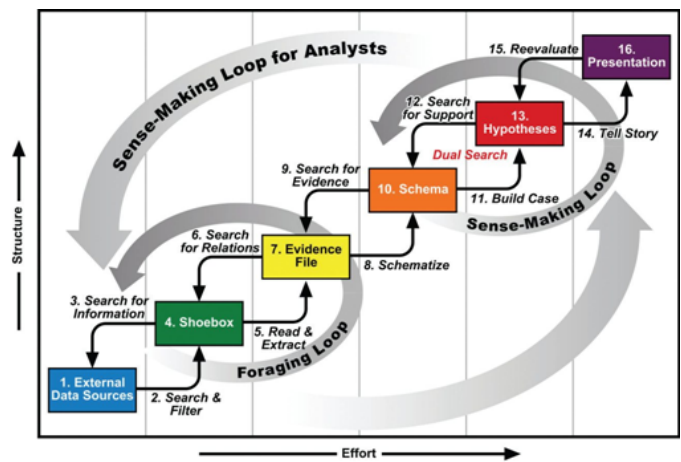 Sense-Making Loop for Analysts
15. Reevaluate
16.
Presentation
12. Search
for Support
13.
Hypotheses
14. Tell Story
Dual Search
9. Search for
Evidence
10. Schema
11. Build Case
Sense-Making Loop
6. Search
for Relations
7. Evidence
File
8. Schematize
3. Search for
Information
4. Shoebox
5. Read &
Extract
Foraging Loop
1. External
Data Sources
2. Search &
Filter
Structure
Effort